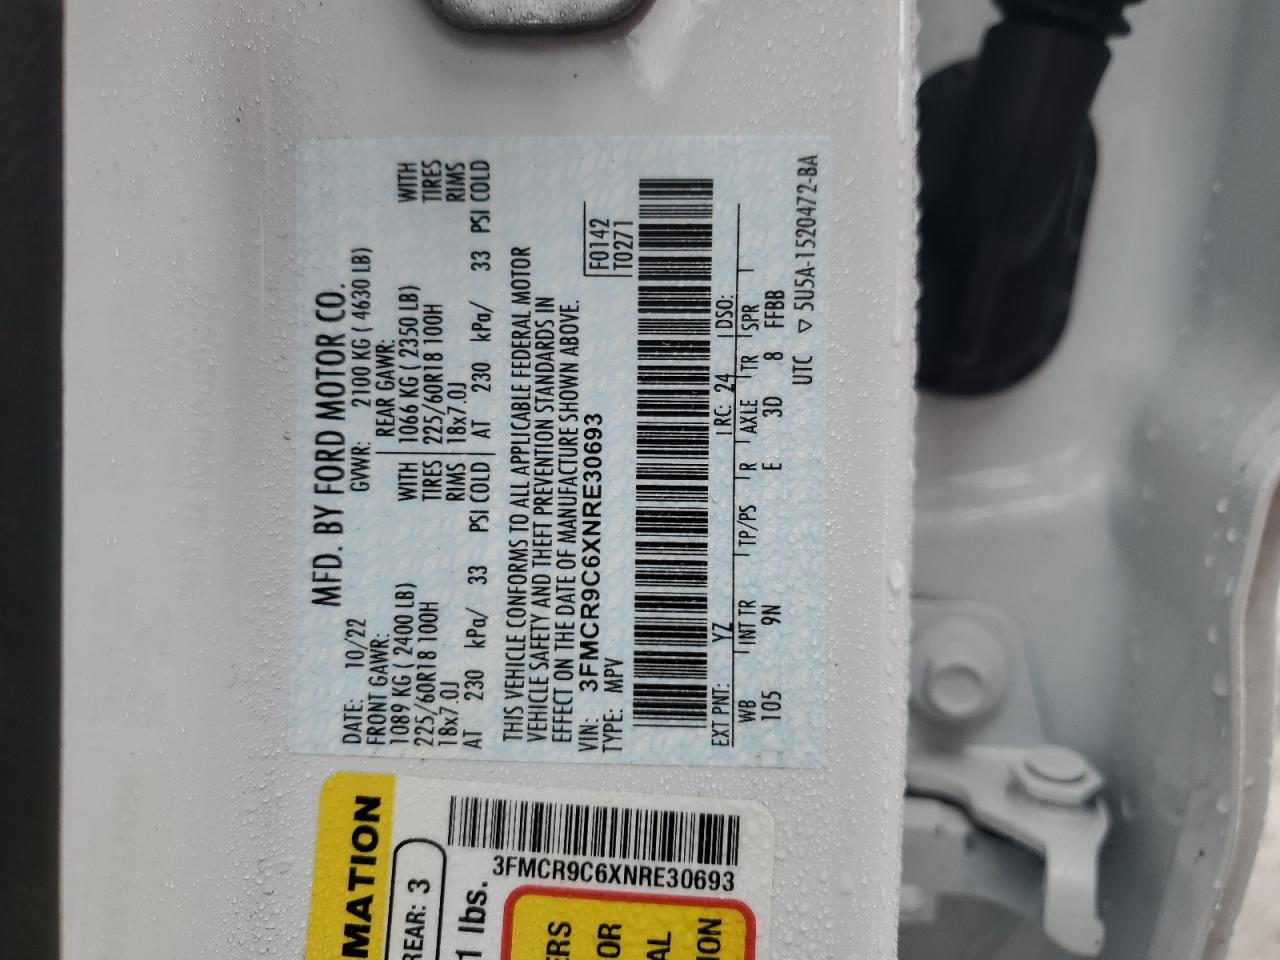 MFD. BY FORD MOTOR CO.
DATE: 10/22 GVWR: 2100 KG ( 4630 LB)
FRONT GAWR: REAR GAWR:
1089 KG ( 2400 LB) WITH 1066 KG ( 2350 LB) WITH
225/60R18 100H TIRES 225/60R18 100H TIRES
18x7.0J RIMS 18x7.0J RIMS
AT 230 kPa/ 33 PSI COLD AT 230 kPa/ 33 PSI COLD
THIS VEHICLE CONFORMS TO ALL APPLICABLE FEDERAL MOTOR
VEHICLE SAFETY AND THEFT PREVENTION STANDARDS IN
EFFECT ON THE DATE OF MANUFACTURE SHOWN ABOVE.
VIN: 3FMCR9C6XNRE30693 F0142
TYPE: MPV T0271
EXT PNT: YZ RC: 24 DSO:
WB INT TR TP/PS R AXLE TR SPR
105 9N E 3D 8 FFBB
UTC ▽ 5U5A-1520472-BA
MATION
REAR: 3
3FMCR9C6XNRE30693
1 lbs.
ERS
OR
AL
ION